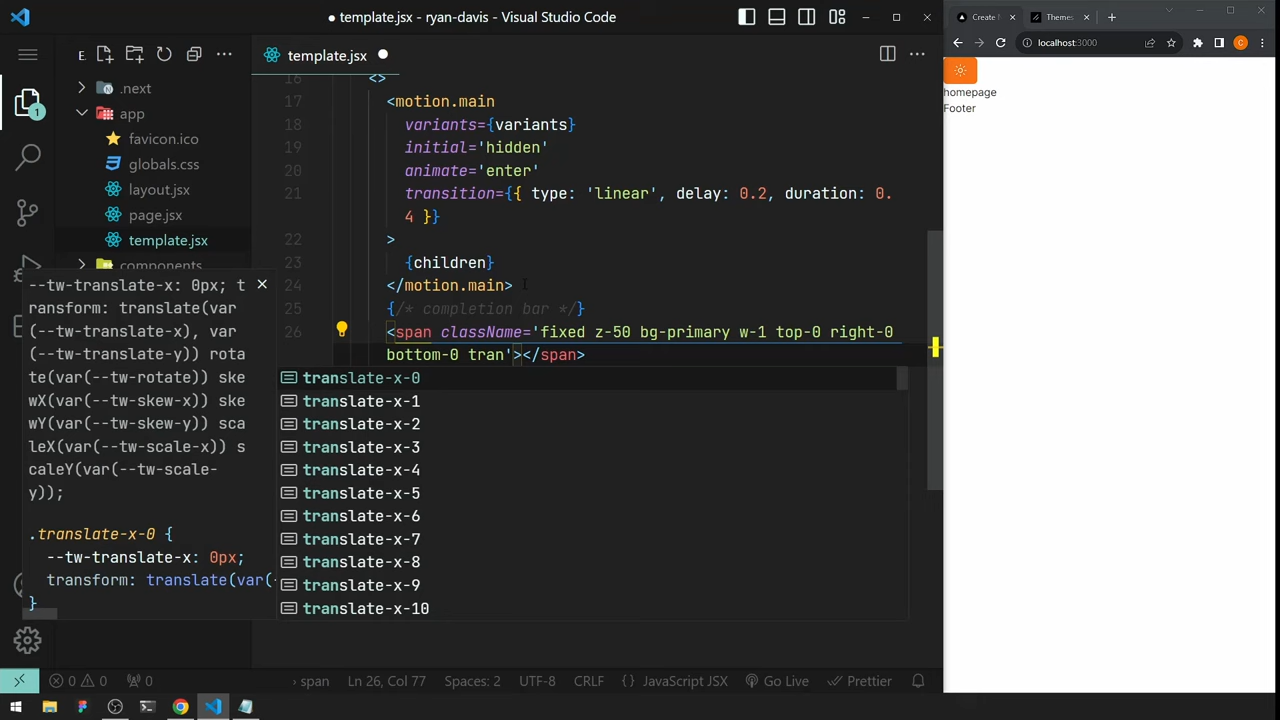 template.jsx - ryan-davis - Visual Studio Code
E
template.jsx
.next
app
favicon.ico
globals.css
layout.jsx
page.jsx
template.jsx
components
1
16 <>
17 <motion.main
18 variants={variants}
19 initial='hidden'
20 animate='enter'
21 transition={{ type: 'linear', delay: 0.2, duration: 0.
4 }}
22 >
23 {children}
24 </motion.main>
25 {/* completion bar */}
26 <span className='fixed z-50 bg-primary w-1 top-0 right-0
bottom-0 tran'></span>
--tw-translate-x: 0px; t
ransform: translate(var
(--tw-translate-x), var
(--tw-translate-y)) rota
te(var(--tw-rotate)) ske
wX(var(--tw-skew-x)) ske
wY(var(--tw-skew-y)) sca
leX(var(--tw-scale-x)) s
caleY(var(--tw-scale-
y));
.translate-x-0 {
--tw-translate-x: 0px;
transform: translate(var(-
}
translate-x-0
translate-x-1
translate-x-2
translate-x-3
translate-x-4
translate-x-5
translate-x-6
translate-x-7
translate-x-8
translate-x-9
translate-x-10
0 0 0 span Ln 26, Col 77 Spaces: 2 UTF-8 CRLF {} JavaScript JSX Go Live Prettier
Create N
Themes
localhost:3000
C
homepage
Footer